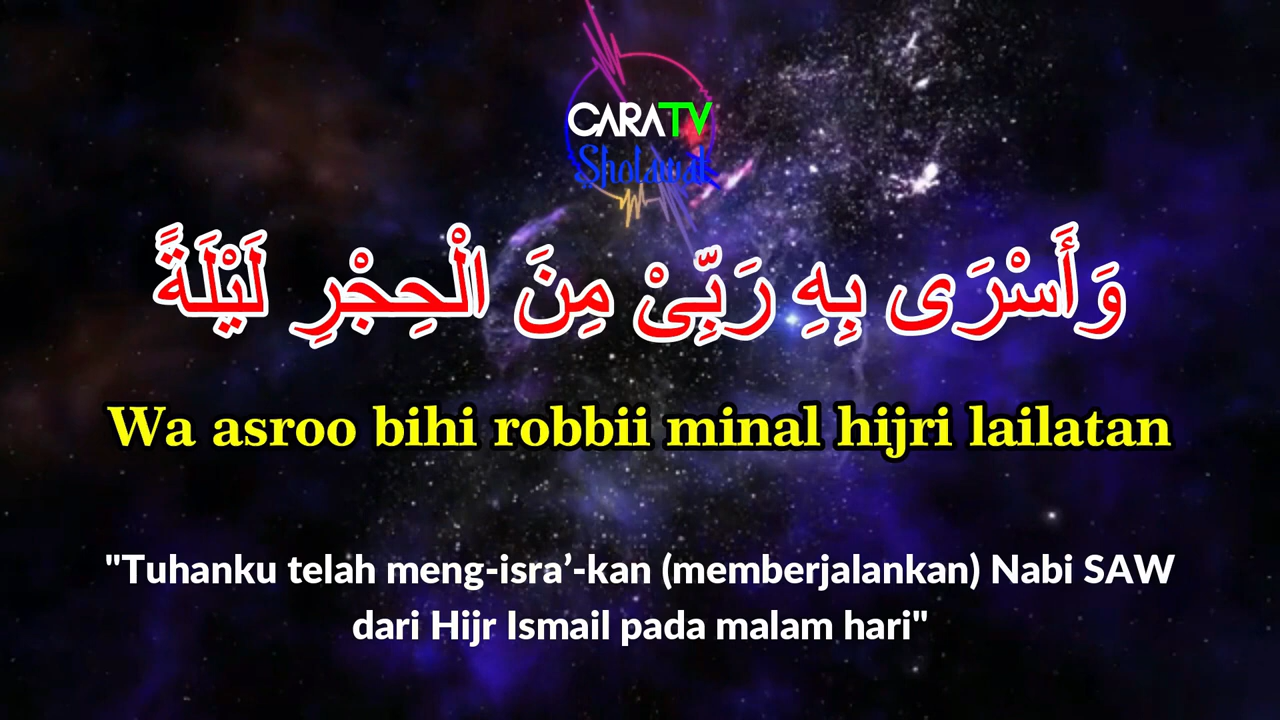 CARATV
Sholawat
وَأَسْرَى بِهِ رَبِّىْ مِنَ الْحِجْرِ لَيْلَةً
Wa asroo bihi robbii minal hijri lailatan
"Tuhanku telah meng-isra’-kan (memberjalankan) Nabi SAW
dari Hijr Ismail pada malam hari"